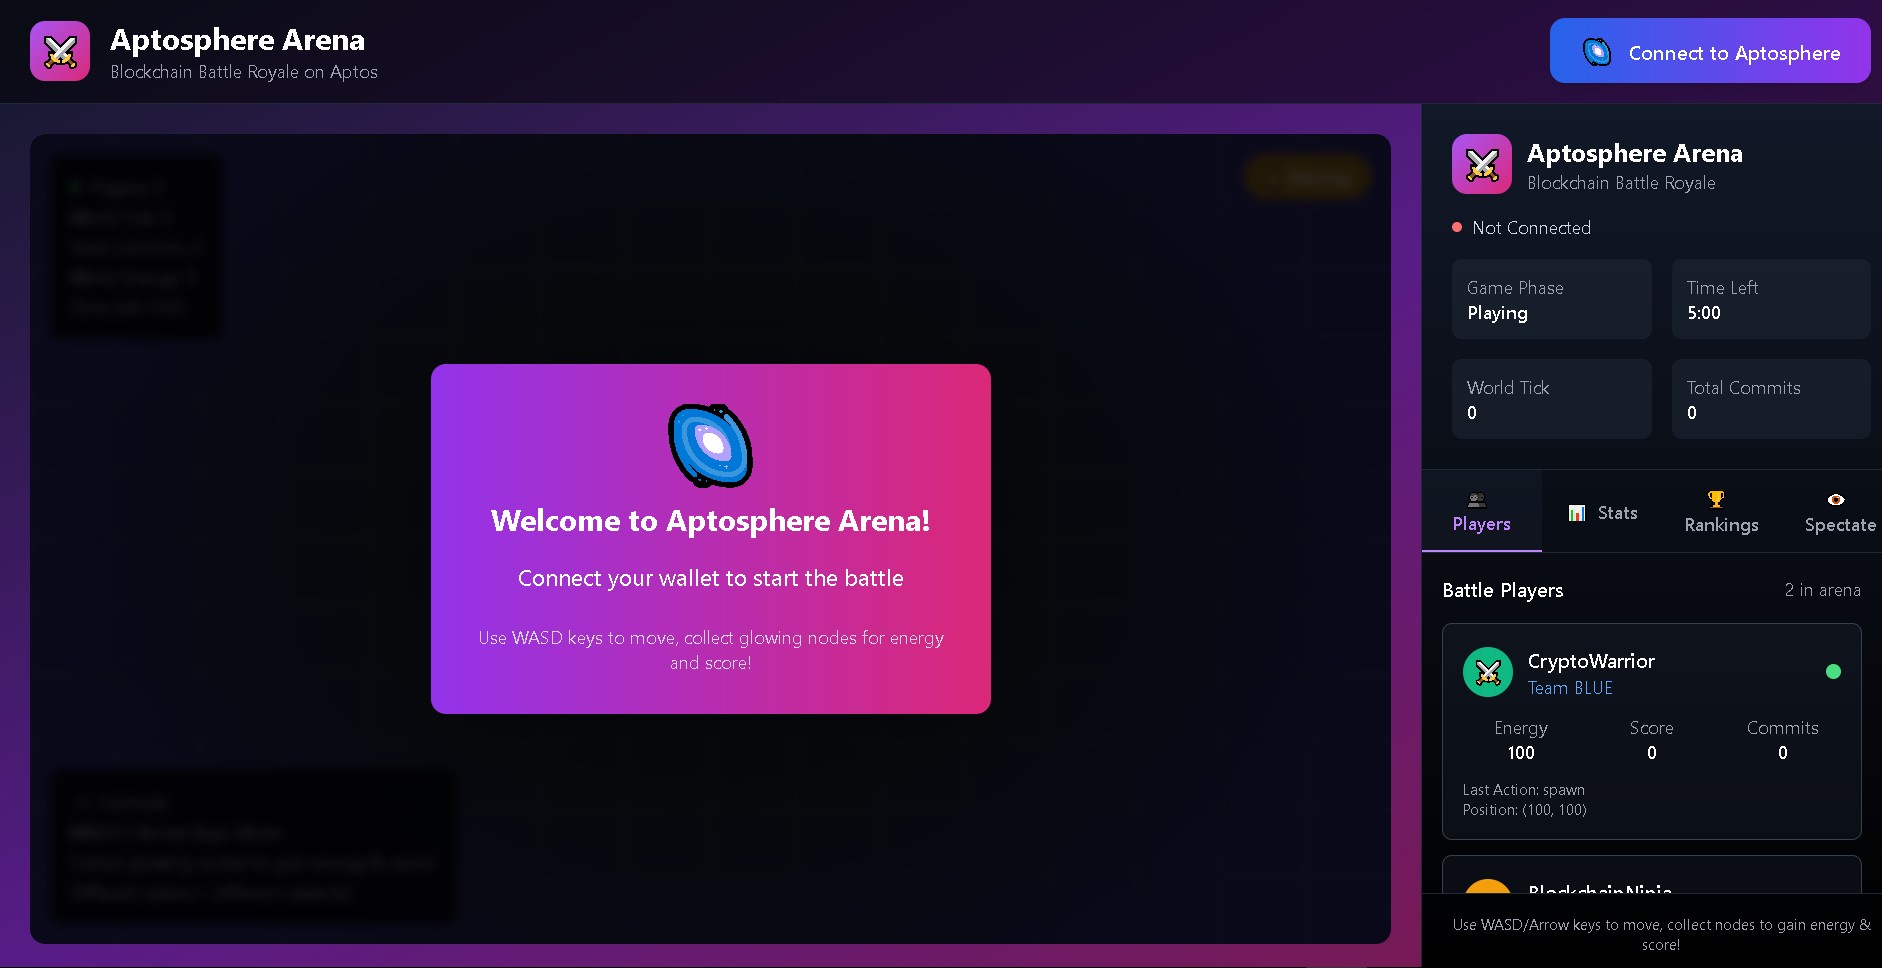 Aptosphere Arena
Blockchain Battle Royale on Aptos
Connect to Aptosphere
Welcome to Aptosphere Arena!
Connect your wallet to start the battle
Use WASD keys to move, collect glowing nodes for energy
and score!
Aptosphere Arena
Blockchain Battle Royale
Not Connected
Game Phase
Playing
Time Left
5:00
World Tick
0
Total Commits
0
Players
Stats
Rankings
Spectate
Battle Players
2 in arena
CryptoWarrior
Team BLUE
Energy
100
Score
0
Commits
0
Last Action: spawn
Position: (100, 100)
BlockchainNinja
Use WASD/Arrow keys to move, collect nodes to gain energy &
score!